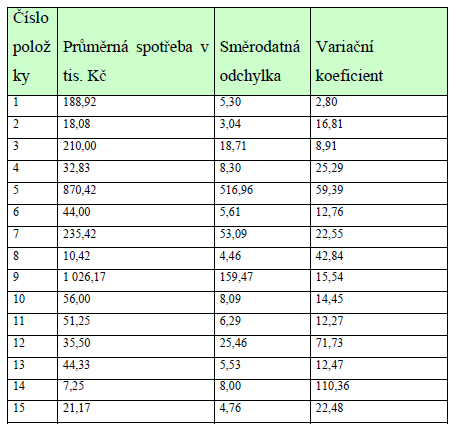 Číslo polož ky | Průměrná spotřeba v tis. Kč | Směrodatná odchylka | Variační koeficient
1 | 188,92 | 5,30 | 2,80
2 | 18,08 | 3,04 | 16,81
3 | 210,00 | 18,71 | 8,91
4 | 32,83 | 8,30 | 25,29
5 | 870,42 | 516,96 | 59,39
6 | 44,00 | 5,61 | 12,76
7 | 235,42 | 53,09 | 22,55
8 | 10,42 | 4,46 | 42,84
9 | 1 026,17 | 159,47 | 15,54
10 | 56,00 | 8,09 | 14,45
11 | 51,25 | 6,29 | 12,27
12 | 35,50 | 25,46 | 71,73
13 | 44,33 | 5,53 | 12,47
14 | 7,25 | 8,00 | 110,36
15 | 21,17 | 4,76 | 22,48